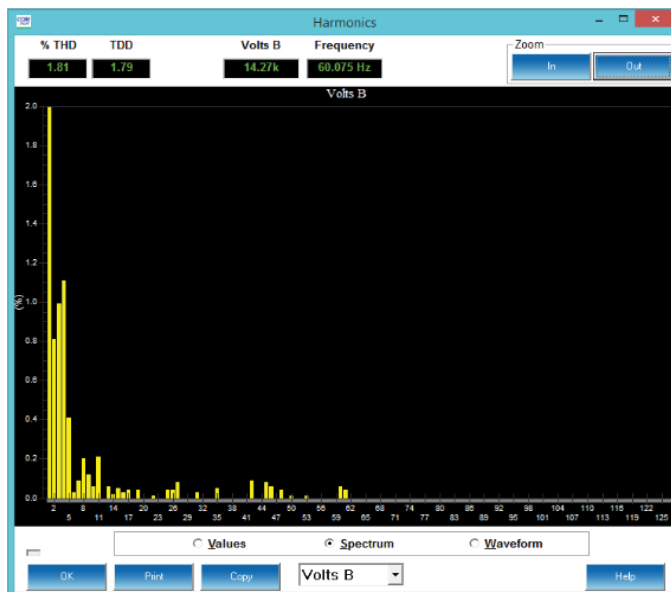 Harmonics
% THD TDD Volts B Frequency Zoom
1.81 1.79 14.27k 60.075 Hz In Out
Volts B
2.0
1.8
1.6
1.4
1.2
1.0
(%)
0.8
0.6
0.4
0.2
0.0
2 8 14 20 26 32 38 44 50 56 62 68 74 80 86 92 98 104 110 116 122
5 11 17 23 29 35 41 47 53 59 65 71 77 83 89 95 101 107 113 119 125
Values Spectrum Waveform
OK Print Copy Volts B Help